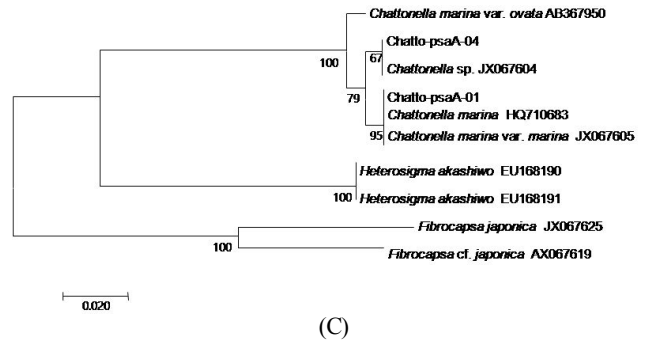 Chattonella marina var. ovata AB367950
Chatto-psaA-04
100
67
Chattonella sp. JX067604
79
Chatto-psaA-01
Chattonella marina HQ710683
95
Chattonella marina var. marina JX067605
Heterosigma akashiwo EU168190
100
Heterosigma akashiwo EU168191
Fibrocapsa japonica JX067625
100
Fibrocapsa cf. japonica AX067619
0.020
(C)